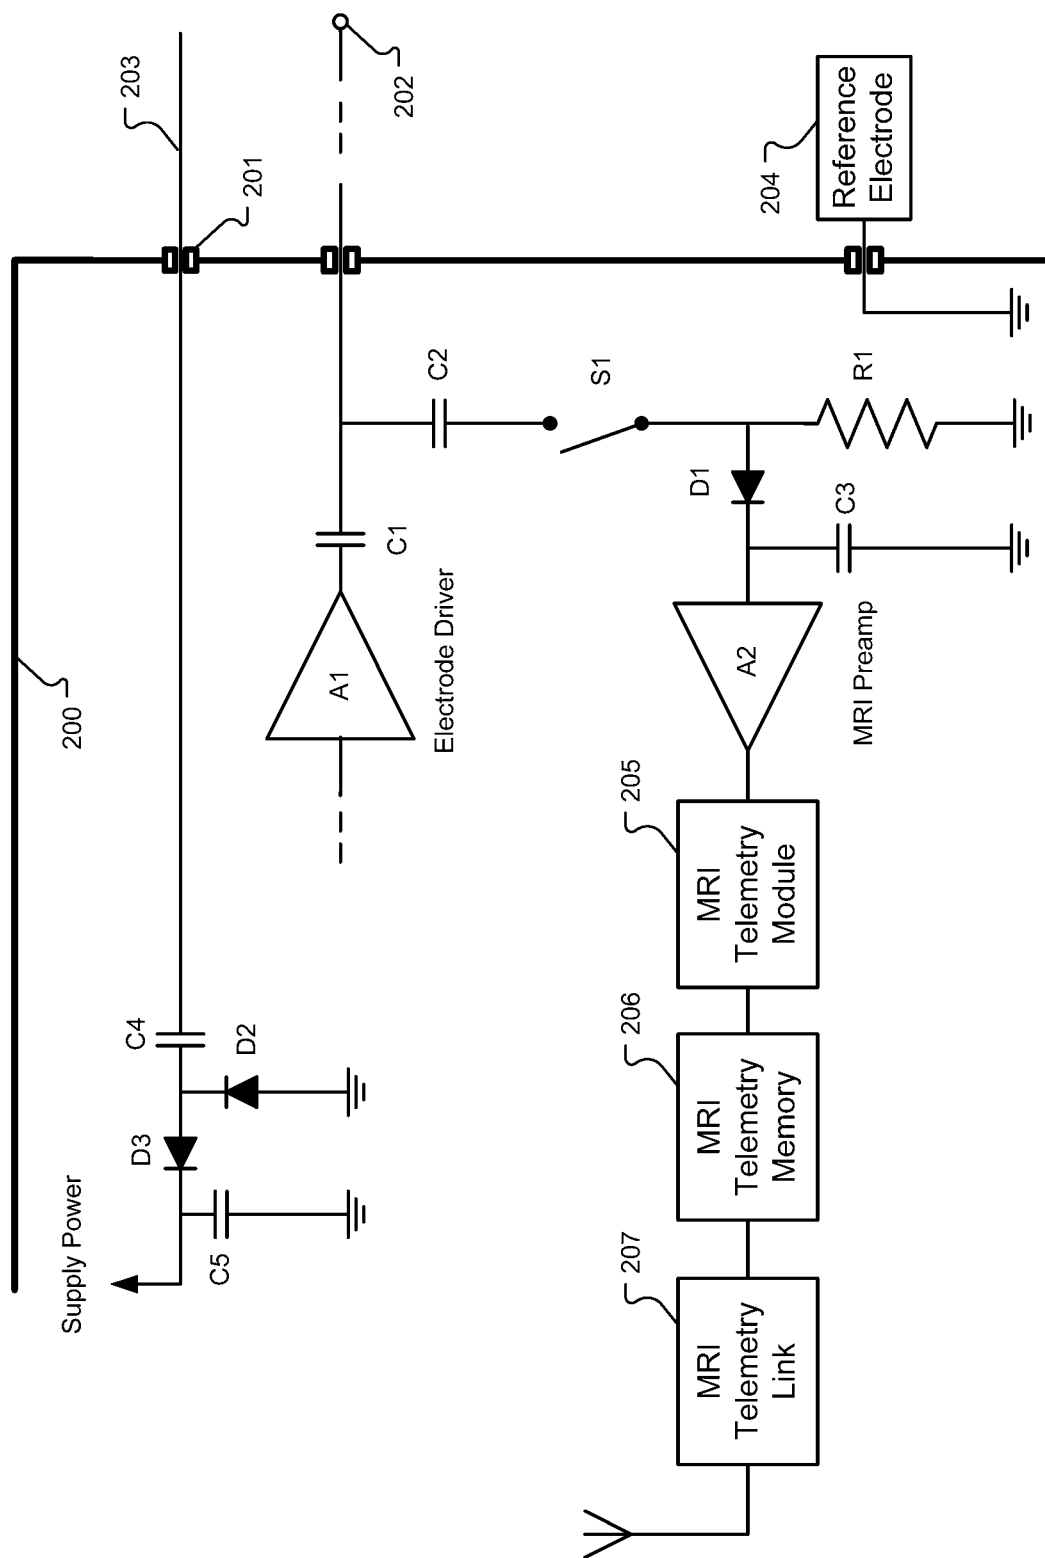 200
203
201
202
Supply Power
D3
C4
D2
C5
A1
C1
Electrode Driver
C2
S1
D1
R1
C3
204
Reference
Electrode
A2
MRI Preamp
205
MRI
Telemetry
Module
206
MRI
Telemetry
Memory
207
MRI
Telemetry
Link